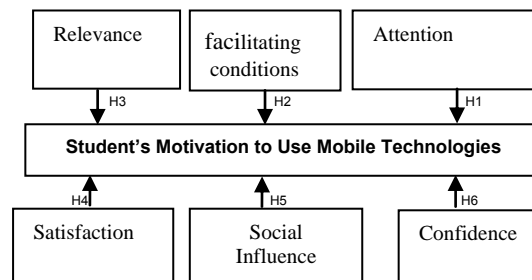 Relevance
facilitating
conditions
Attention
H3
H2
H1
Student's Motivation to Use Mobile Technologies
H4
H5
H6
Satisfaction
Social
Influence
Confidence